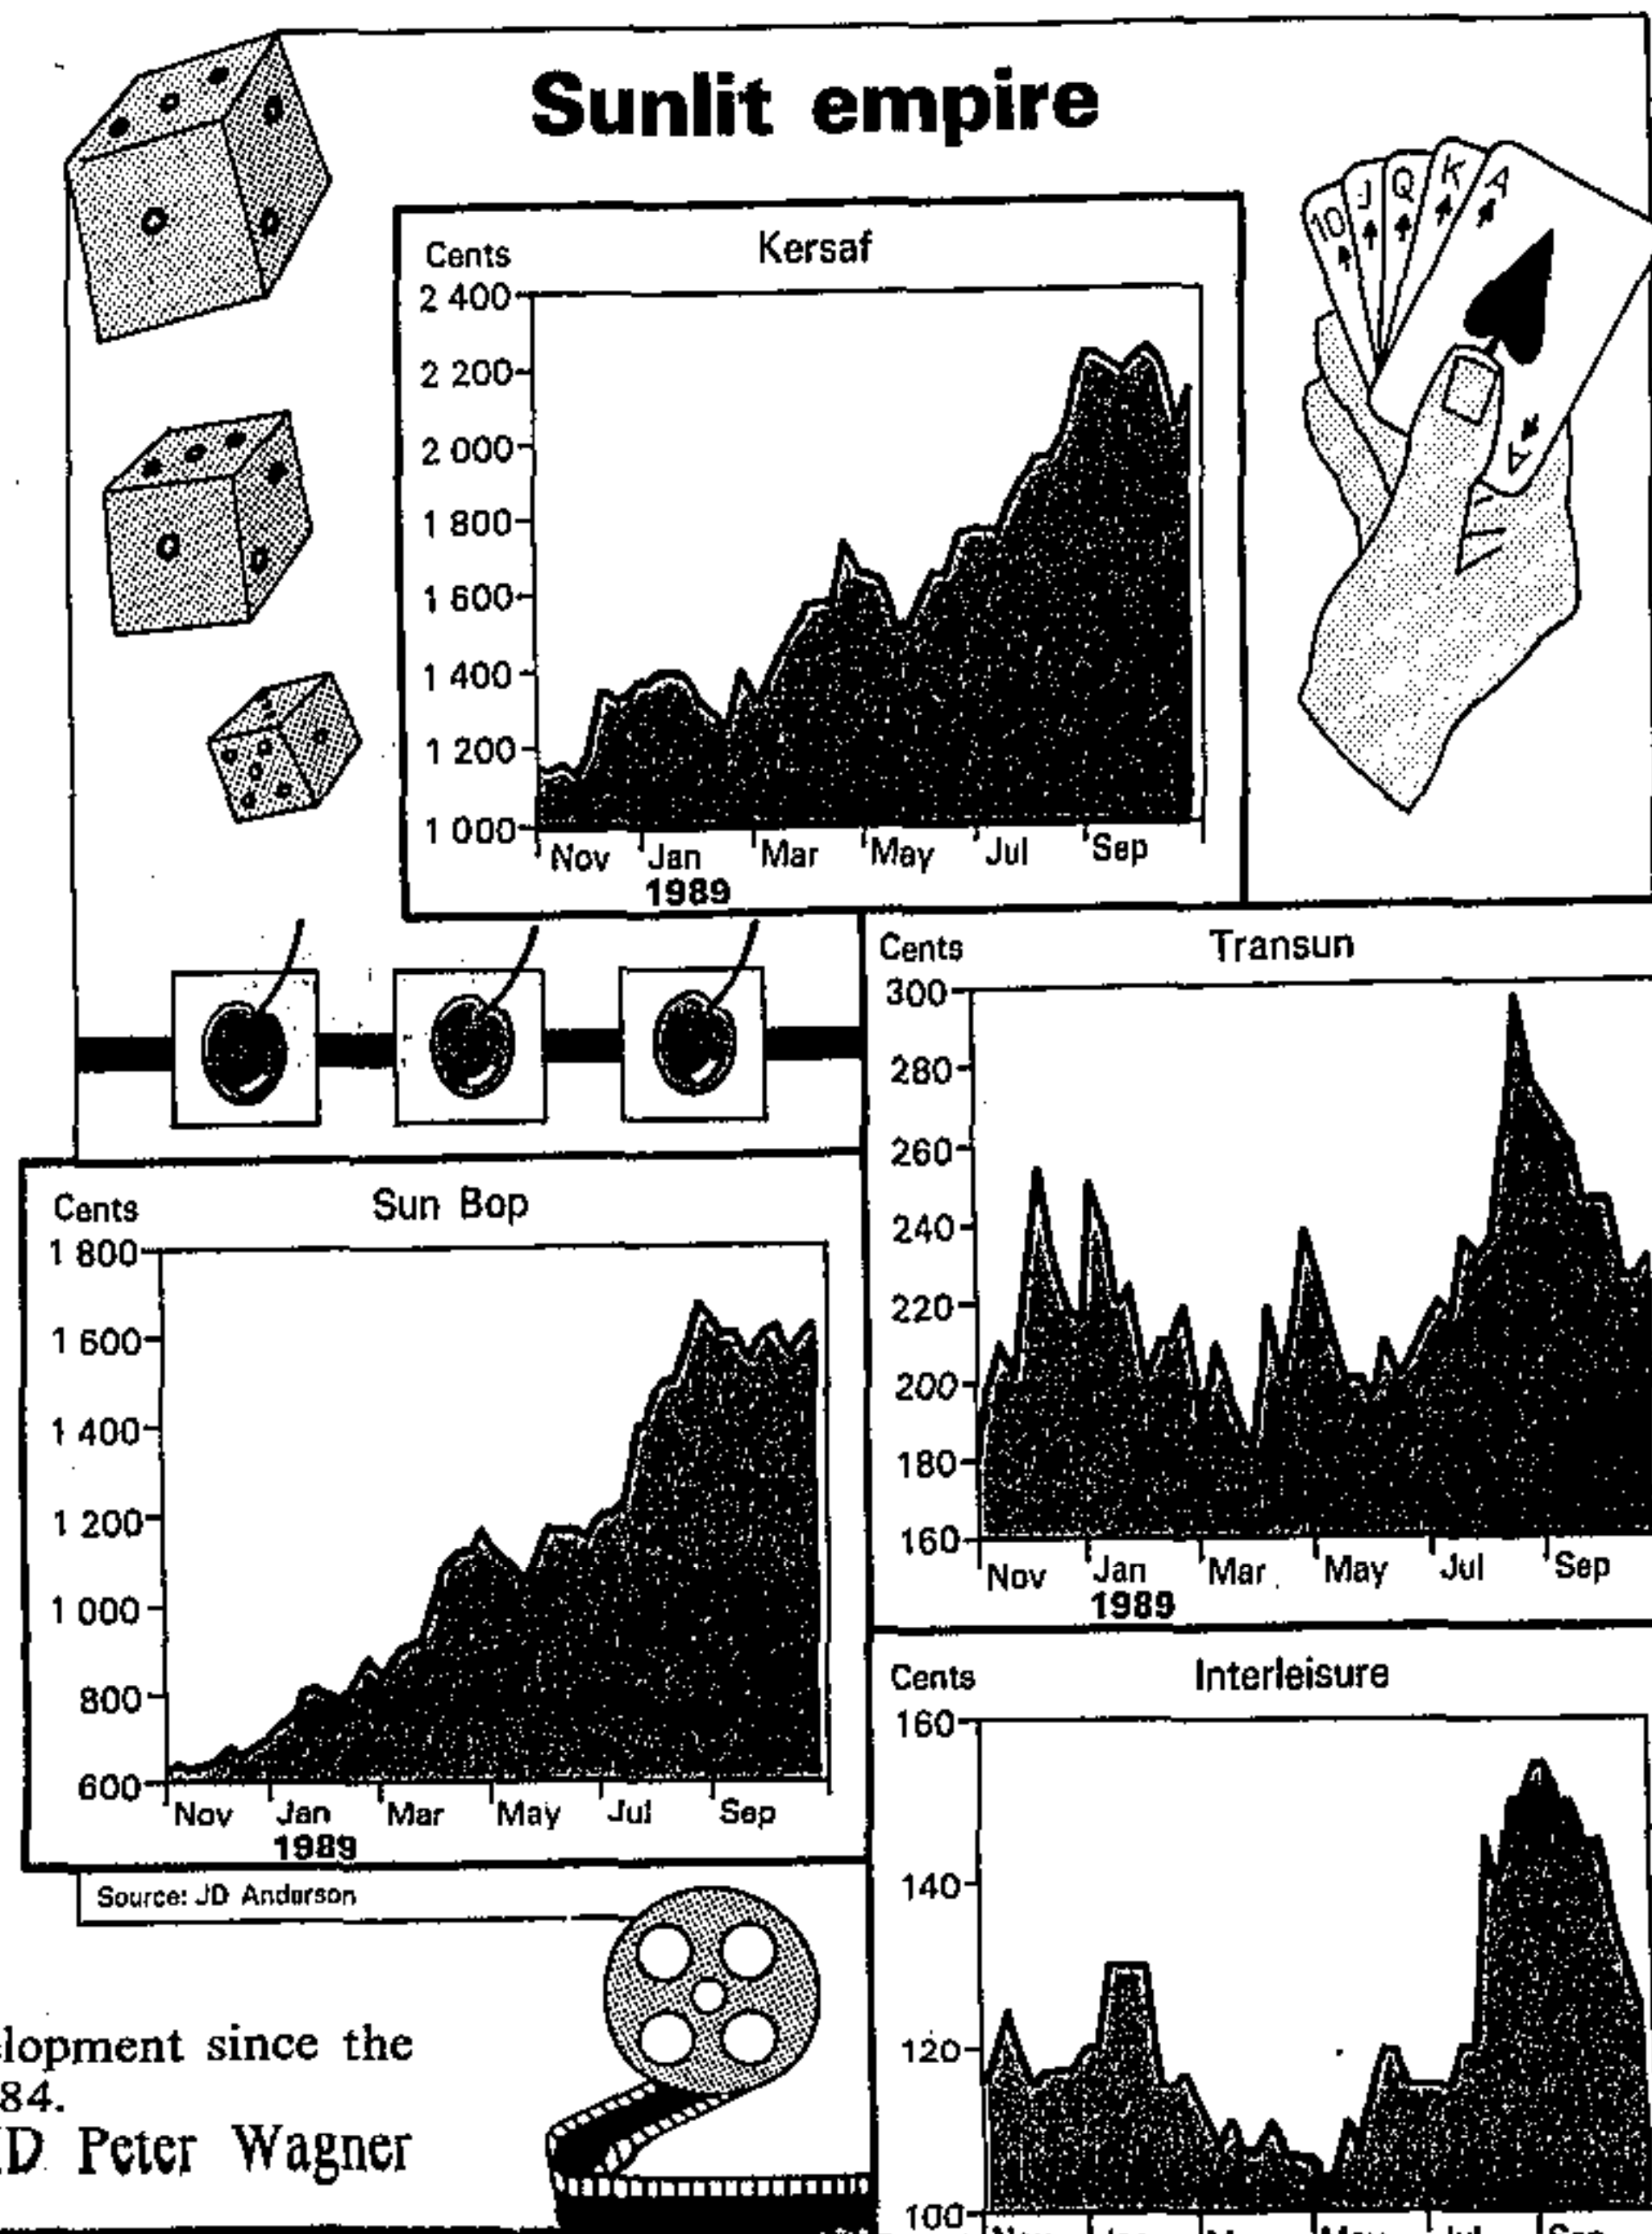 Sunlit empire
10 J Q K A
A
Cents Kersaf
2 400
2 200
2 000
1 800
1 600
1 400
1 200
1 000
Nov Jan Mar May Jul Sep
1989
Cents Transun
300
280
260
240
220
200
180
160
Nov Jan Mar May Jul Sep
1989
Cents Sun Bop
1 800
1 600
1 400
1 200
1 000
800
600
Nov Jan Mar May Jul Sep
1989
Source: JD Anderson
Cents Interleisure
160
140
120
100
lopment since the
84.
D Peter Wagner